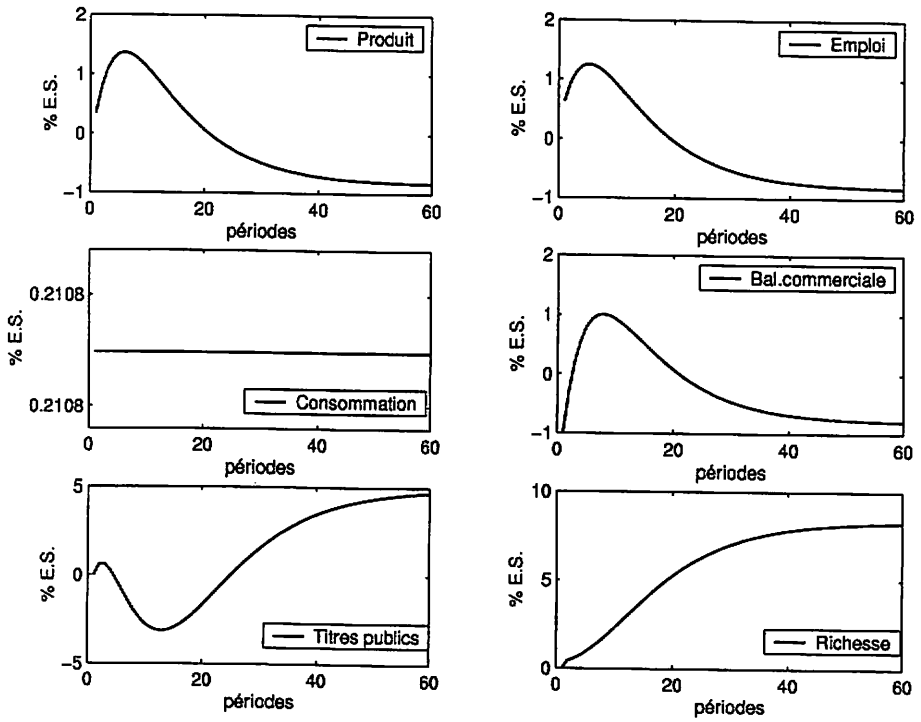 2
1
0
−1
% E.S.
Produit
0
20
40
60
périodes
2
1
0
−1
% E.S.
Emploi
0
20
40
60
périodes
0.2108
0.2108
% E.S.
Consommation
0
20
40
60
périodes
2
1
0
−1
% E.S.
Bal.commerciale
0
20
40
60
périodes
5
0
−5
% E.S.
Titres publics
0
20
40
60
périodes
10
5
0
% E.S.
Richesse
0
20
40
60
périodes